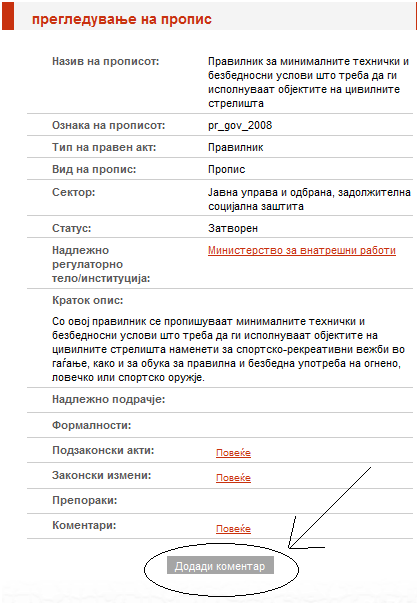 прегледување на пропис
Назив на прописот: Правилник за минималните технички и
безбедносни услови што треба да ги
исполнуваат објектите на цивилните
стрелишта
Ознака на прописот: pr_gov_2008
Тип на правен акт: Правилник
Вид на пропис: Пропис
Сектор: Јавна управа и одбрана, задолжителна
социјална заштита
Статус: Затворен
Надлежно Министерство за внатрешни работи
регулаторно
тело/институција:
Краток опис:
Со овој правилник се пропишуваат минималните технички и
безбедносни услови што треба да ги исполнуваат објектите на
цивилните стрелишта наменети за спортско-рекреативни вежби во
гаѓање, како и за обука за правилна и безбедна употреба на огнено,
ловечко или спортско оружје.
Надлежно подрачје:
Формалности:
Подзаконски акти: Повеќе
Законски измени: Повеќе
Препораки:
Коментари: Повеќе
Додади коментар